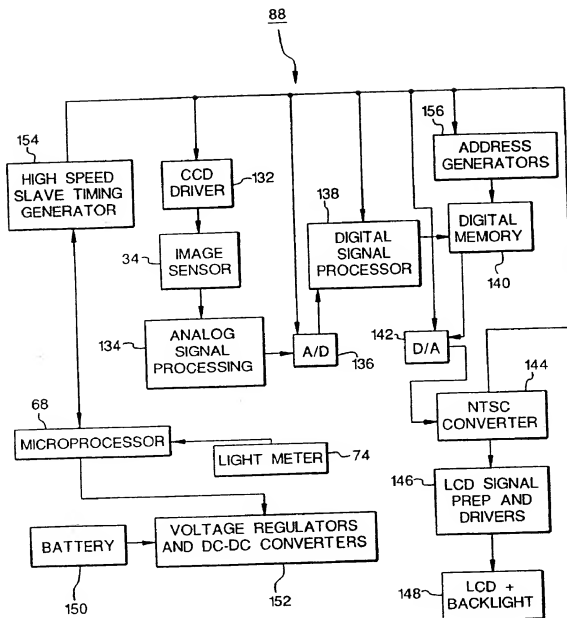 88
154
HIGH SPEED
SLAVE TIMING
GENERATOR
CCD
DRIVER
132
34
IMAGE
SENSOR
134
ANALOG
SIGNAL
PROCESSING
A/D
136
138
DIGITAL
SIGNAL
PROCESSOR
156
ADDRESS
GENERATORS
DIGITAL
MEMORY
140
142
D/A
144
NTSC
CONVERTER
68
MICROPROCESSOR
LIGHT METER
74
146
LCD SIGNAL
PREP AND
DRIVERS
BATTERY
150
VOLTAGE REGULATORS
AND DC-DC CONVERTERS
152
148
LCD +
BACKLIGHT